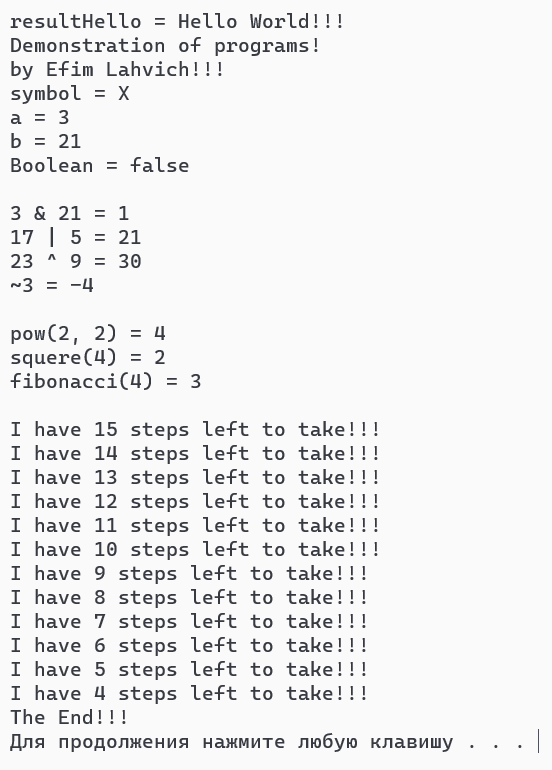 resultHello = Hello World!!!
Demonstration of programs!
by Efim Lahvich!!!
symbol = X
a = 3
b = 21
Boolean = false
3 & 21 = 1
17 | 5 = 21
23 ^ 9 = 30
~3 = -4
pow(2, 2) = 4
squere(4) = 2
fibonacci(4) = 3
I have 15 steps left to take!!!
I have 14 steps left to take!!!
I have 13 steps left to take!!!
I have 12 steps left to take!!!
I have 11 steps left to take!!!
I have 10 steps left to take!!!
I have 9 steps left to take!!!
I have 8 steps left to take!!!
I have 7 steps left to take!!!
I have 6 steps left to take!!!
I have 5 steps left to take!!!
I have 4 steps left to take!!!
The End!!!
Для продолжения нажмите любую клавишу . . .